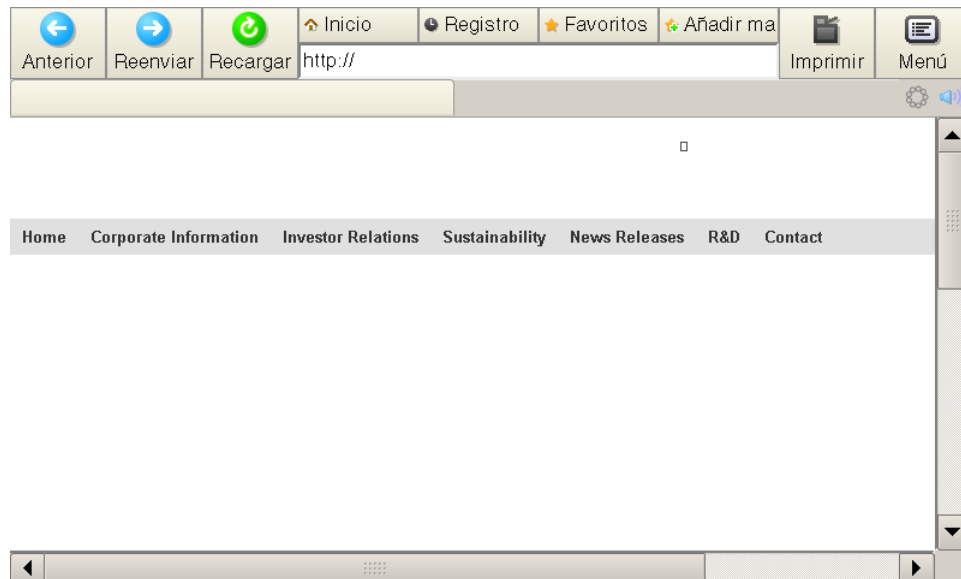 Inicio Registro Favoritos Añadir ma
Anterior Reenviar Recargar http:// Imprimir Menú
Home Corporate Information Investor Relations Sustainability News Releases R&D Contact